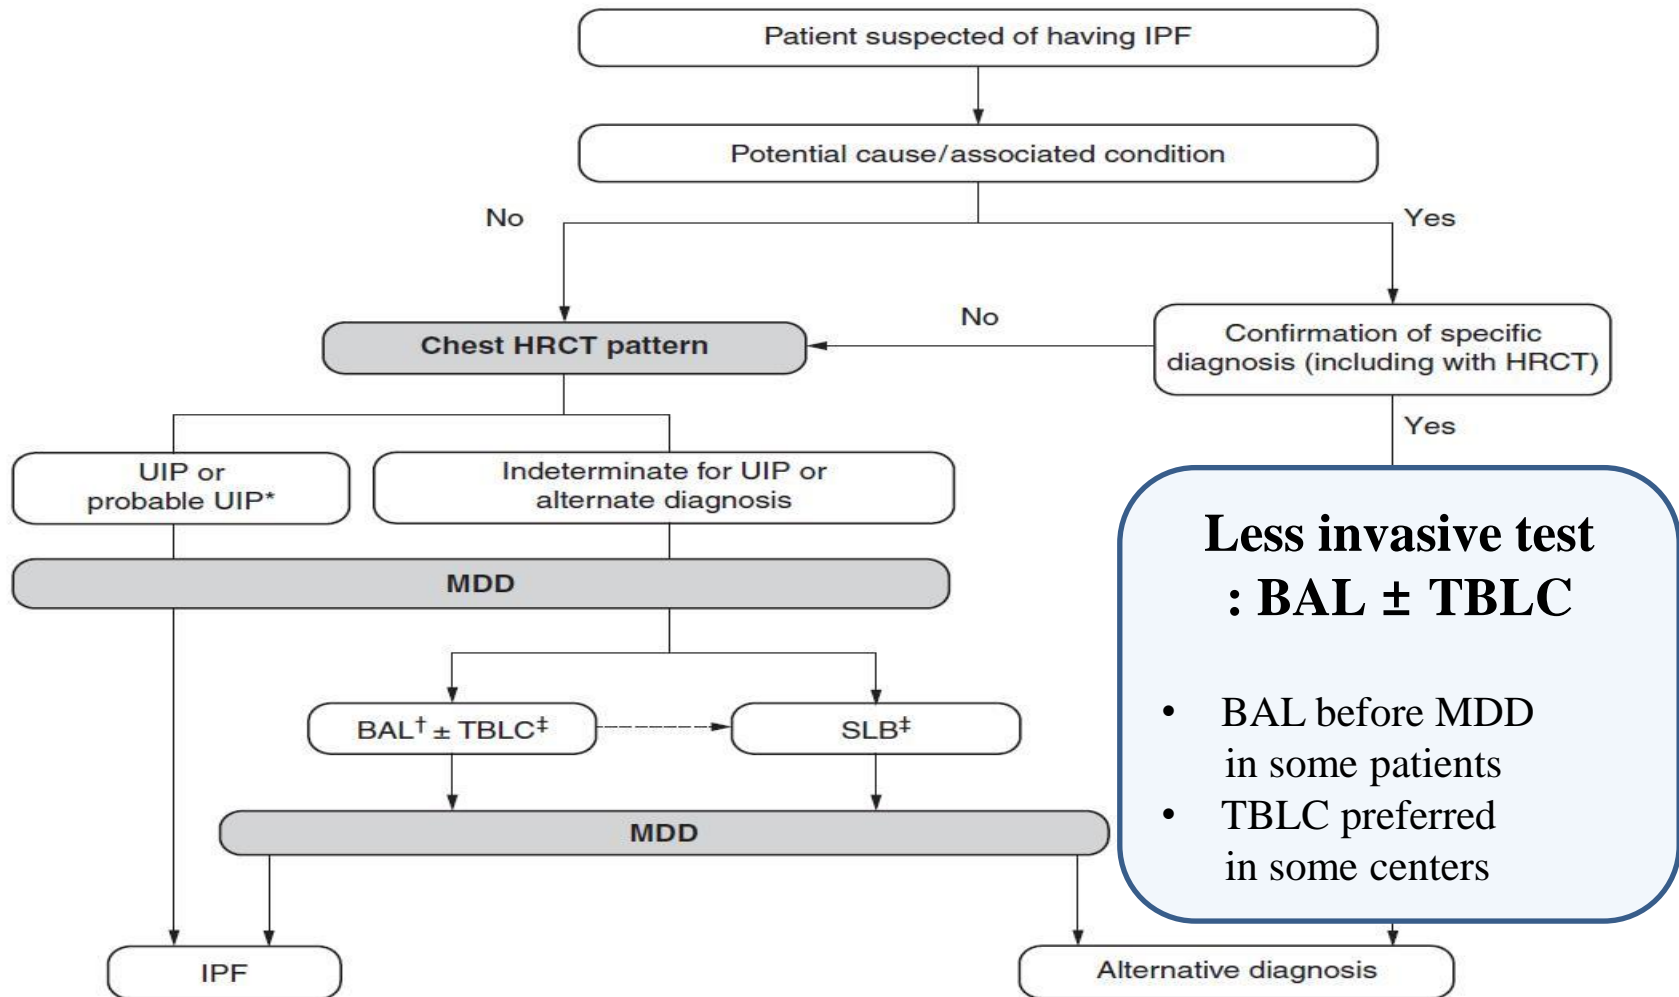 Patient suspected of having IPF
Potential cause/associated condition
No
Yes
Chest HRCT pattern
No
Confirmation of specific
diagnosis (including with HRCT)
Yes
UIP or
probable UIP*
Indeterminate for UIP or
alternate diagnosis
MDD
BAL† ± TBLC‡
SLB‡
MDD
IPF
Alternative diagnosis
Less invasive test
: BAL ± TBLC
• BAL before MDD
in some patients
• TBLC preferred
in some centers